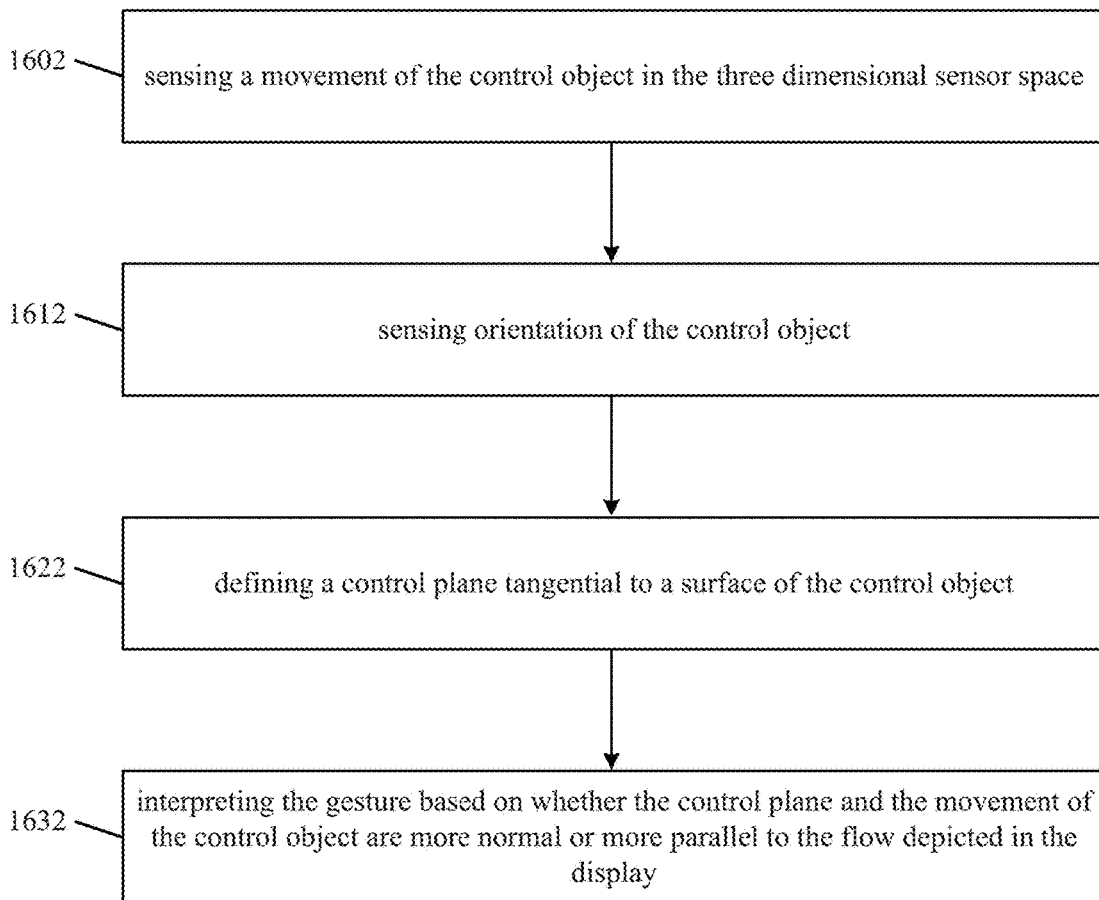 1602
sensing a movement of the control object in the three dimensional sensor space
1612
sensing orientation of the control object
1622
defining a control plane tangential to a surface of the control object
1632
interpreting the gesture based on whether the control plane and the movement of
the control object are more normal or more parallel to the flow depicted in the
display